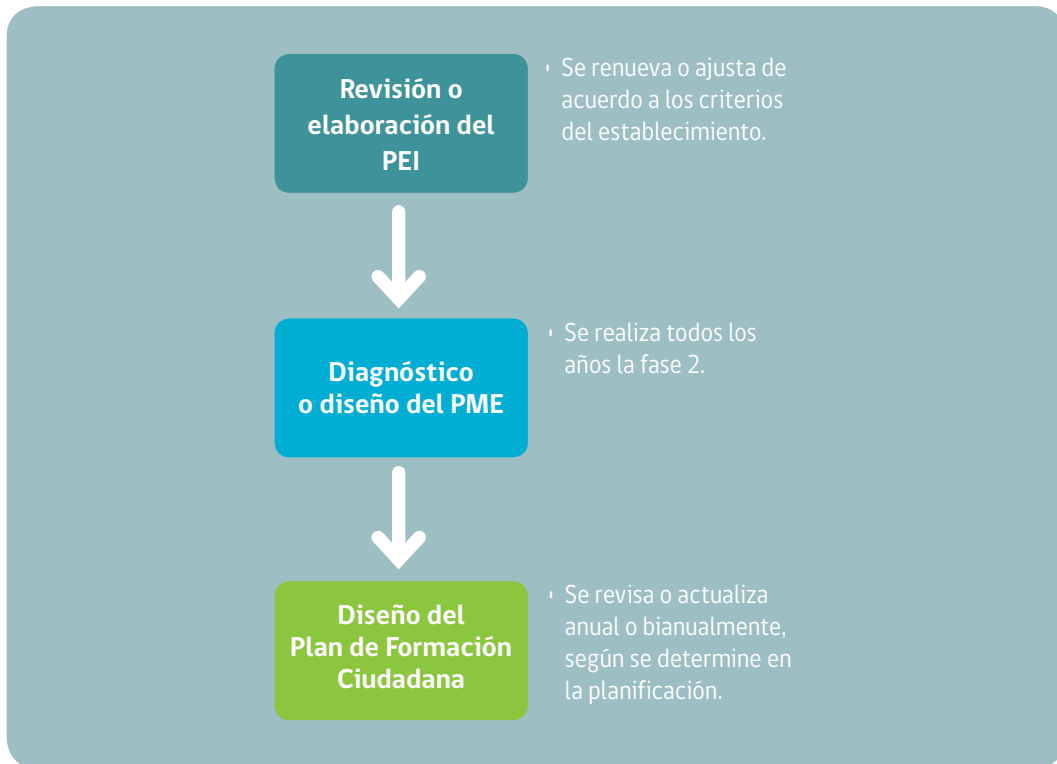 Revisión o
elaboración del
PEI
Se renueva o ajusta de
acuerdo a los criterios
del establecimiento.
Diagnóstico
o diseño del PME
Se realiza todos los
años la fase 2.
Diseño del
Plan de Formación
Ciudadana
Se revisa o actualiza
anual o bianualmente,
según se determine en
la planificación.